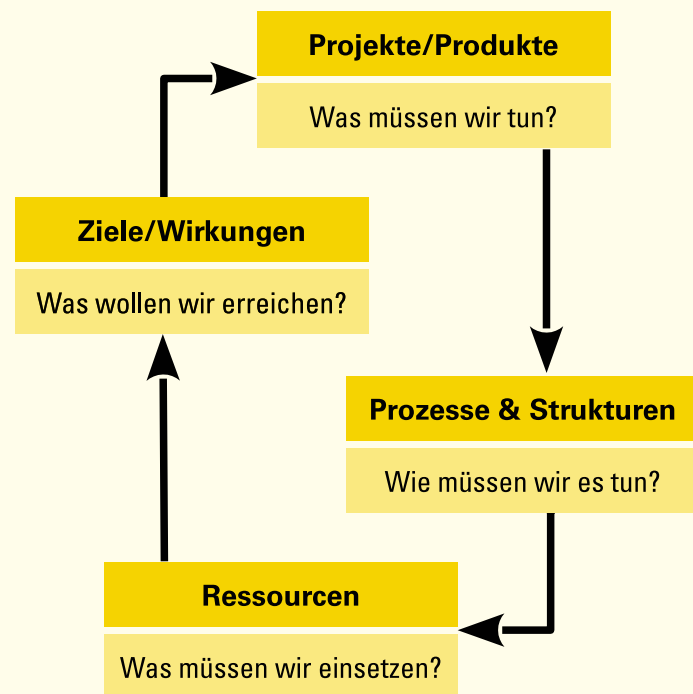 Projekte/Produkte
Was müssen wir tun?
Ziele/Wirkungen
Was wollen wir erreichen?
Prozesse & Strukturen
Wie müssen wir es tun?
Ressourcen
Was müssen wir einsetzen?